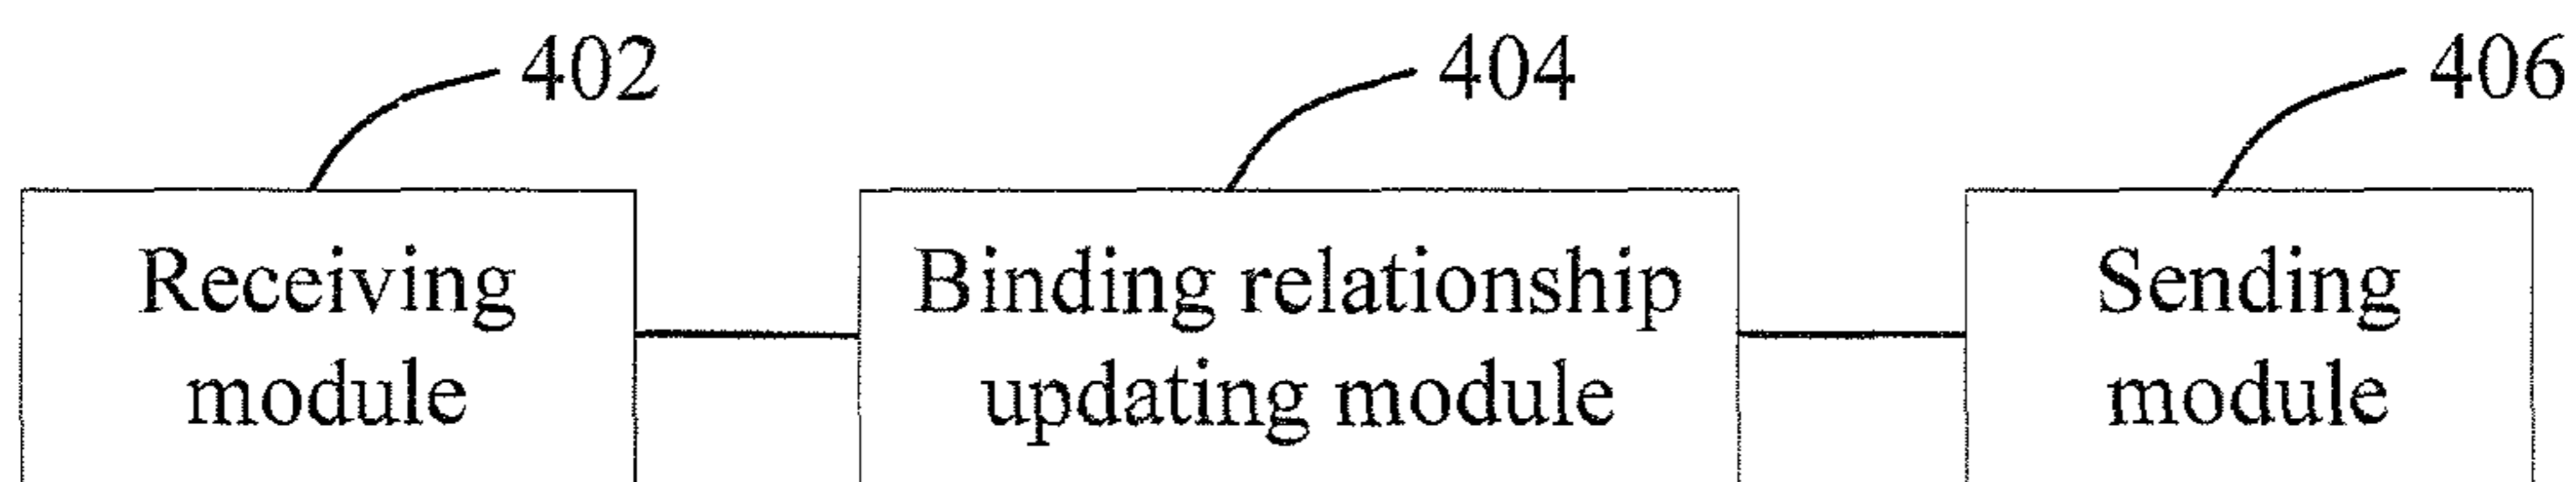 402
404
406
Receiving
module
Binding relationship
updating module
Sending
module